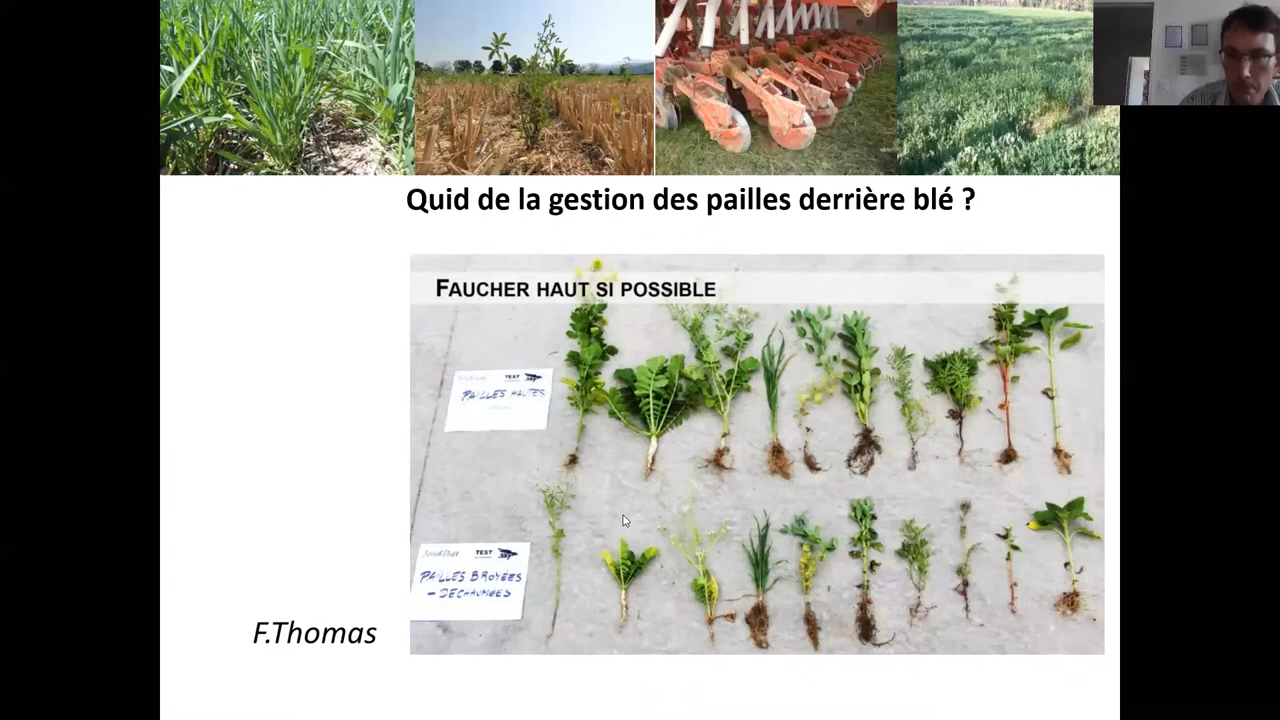 Quid de la gestion des pailles derrière blé ?
FAUCHER HAUT SI POSSIBLE
TEST
PAILLES HAUTES
TEST
PAILLES BROYÉES
- DECHAUMÉES
F.Thomas